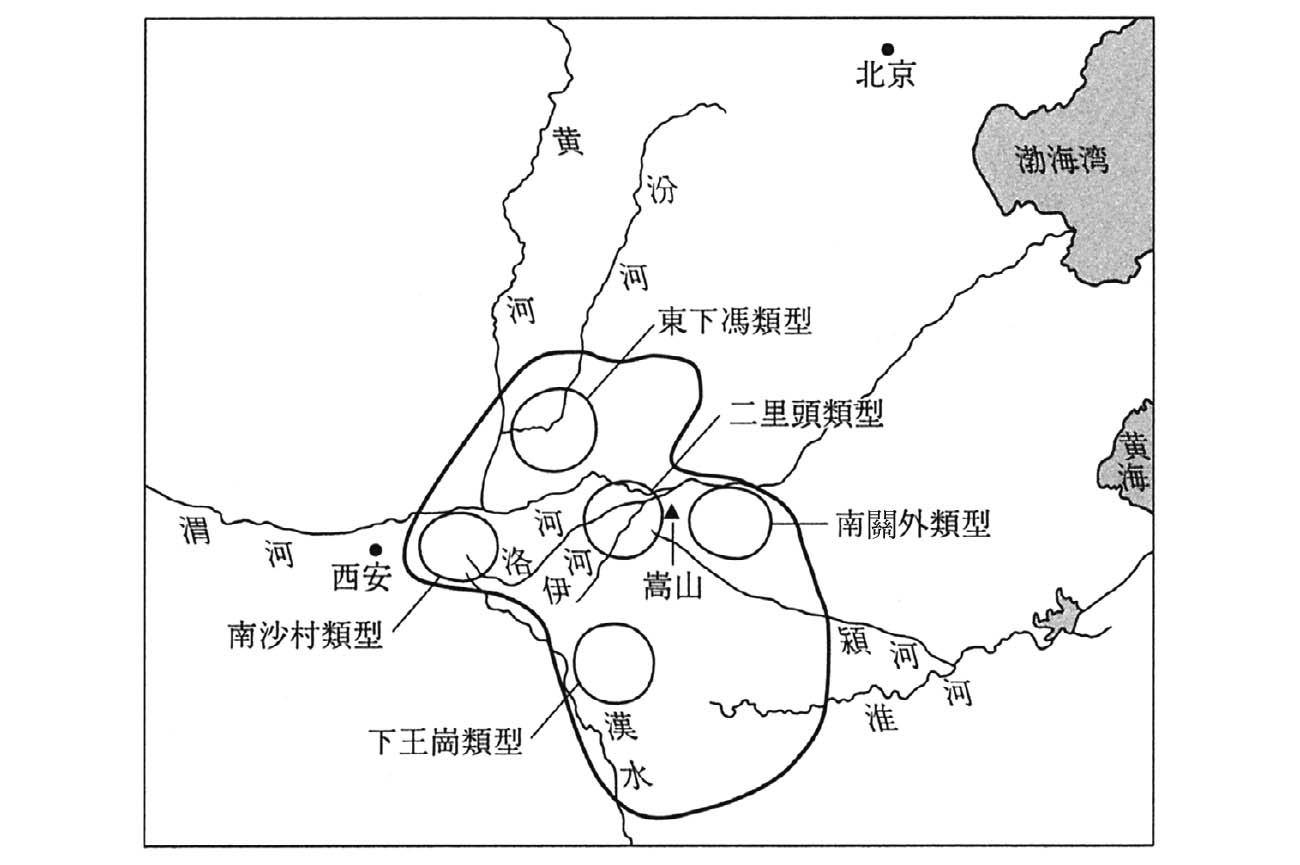 北京
渤海湾
黄河
汾河
東下馮類型
二里頭類型
黄海
渭河
河
洛河
伊
南關外類型
西安
嵩山
南沙村類型
潁河
淮河
下王崗類型
漢水